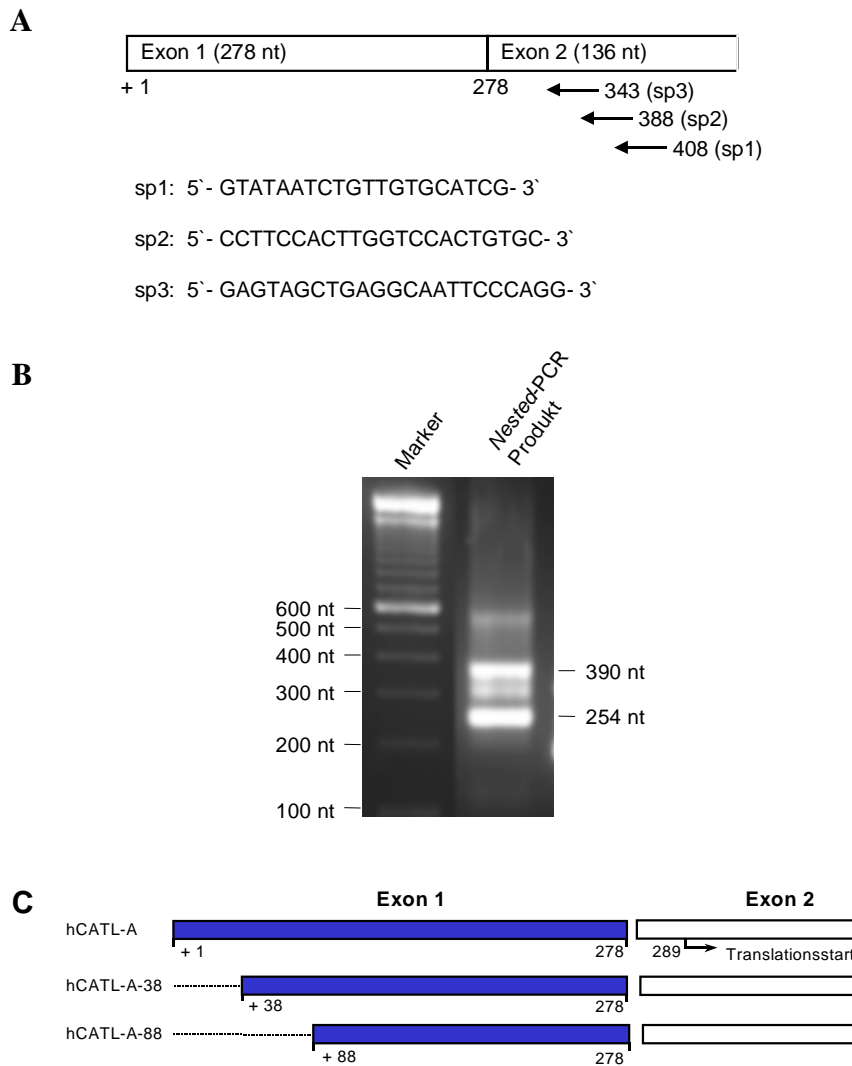 A
Exon 1 (278 nt) Exon 2 (136 nt)
+ 1 278
343 (sp3)
388 (sp2)
408 (sp1)
sp1: 5`- GTATAATCTGTTGTGCATCG- 3`
sp2: 5`- CCTTCCACTTGGTCCACTGTGC- 3`
sp3: 5`- GAGTAGCTGAGGCAATTCCCAGG- 3`
B
Marker
Nested-PCR
Produkt
600 nt
500 nt
400 nt
300 nt
200 nt
100 nt
390 nt
254 nt
C
Exon 1 Exon 2
hCATL-A
+ 1 278 289 Translationsstart
hCATL-A-38
+ 38 278
hCATL-A-88
+ 88 278